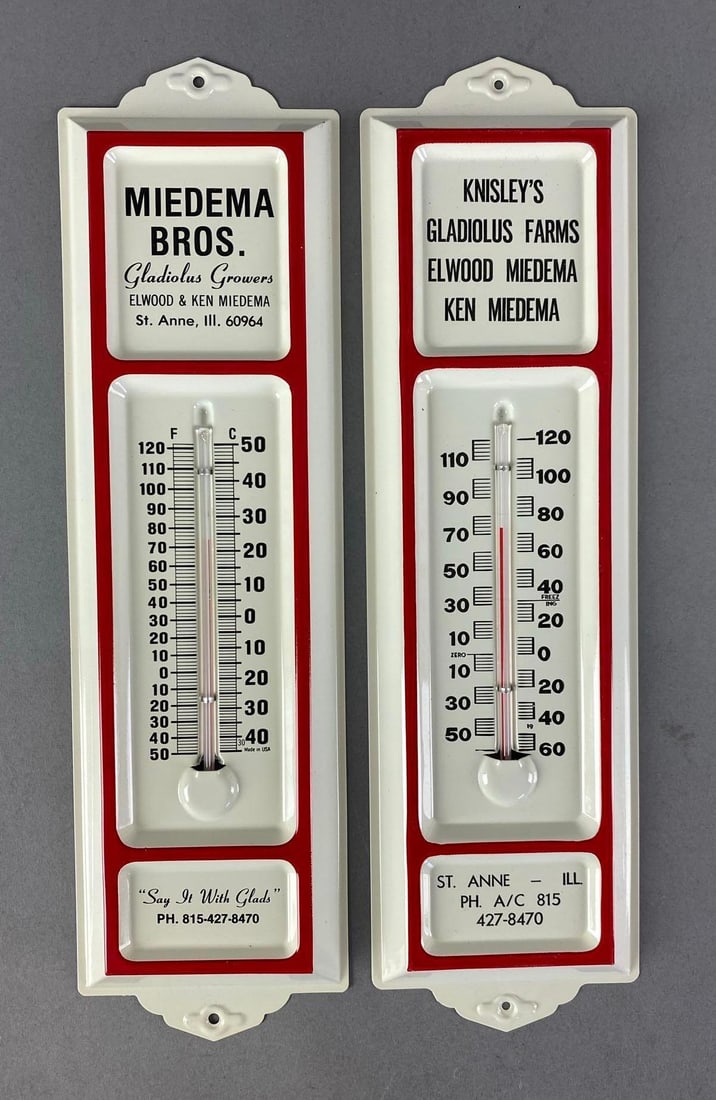 MIEDEMA
BROS.
Gladiolus Growers
ELWOOD & KEN MIEDEMA
St. Anne, Ill. 60964
F C
120 50
110
100 40
90
80 30
70
60 20
50
40 10
30
20 0
10
0 10
10
20 20
30
40 30
50 40
30
Made in USA
"Say It With Glads"
PH. 815-427-8470
KNISLEY'S
GLADIOLUS FARMS
ELWOOD MIEDEMA
KEN MIEDEMA
120
110
100
90
80
70
60
50
40
FREEZ
ING
30
20
10
ZERO 0
10
20
30
40
50
60
ST. ANNE – ILL.
PH. A/C 815
427-8470